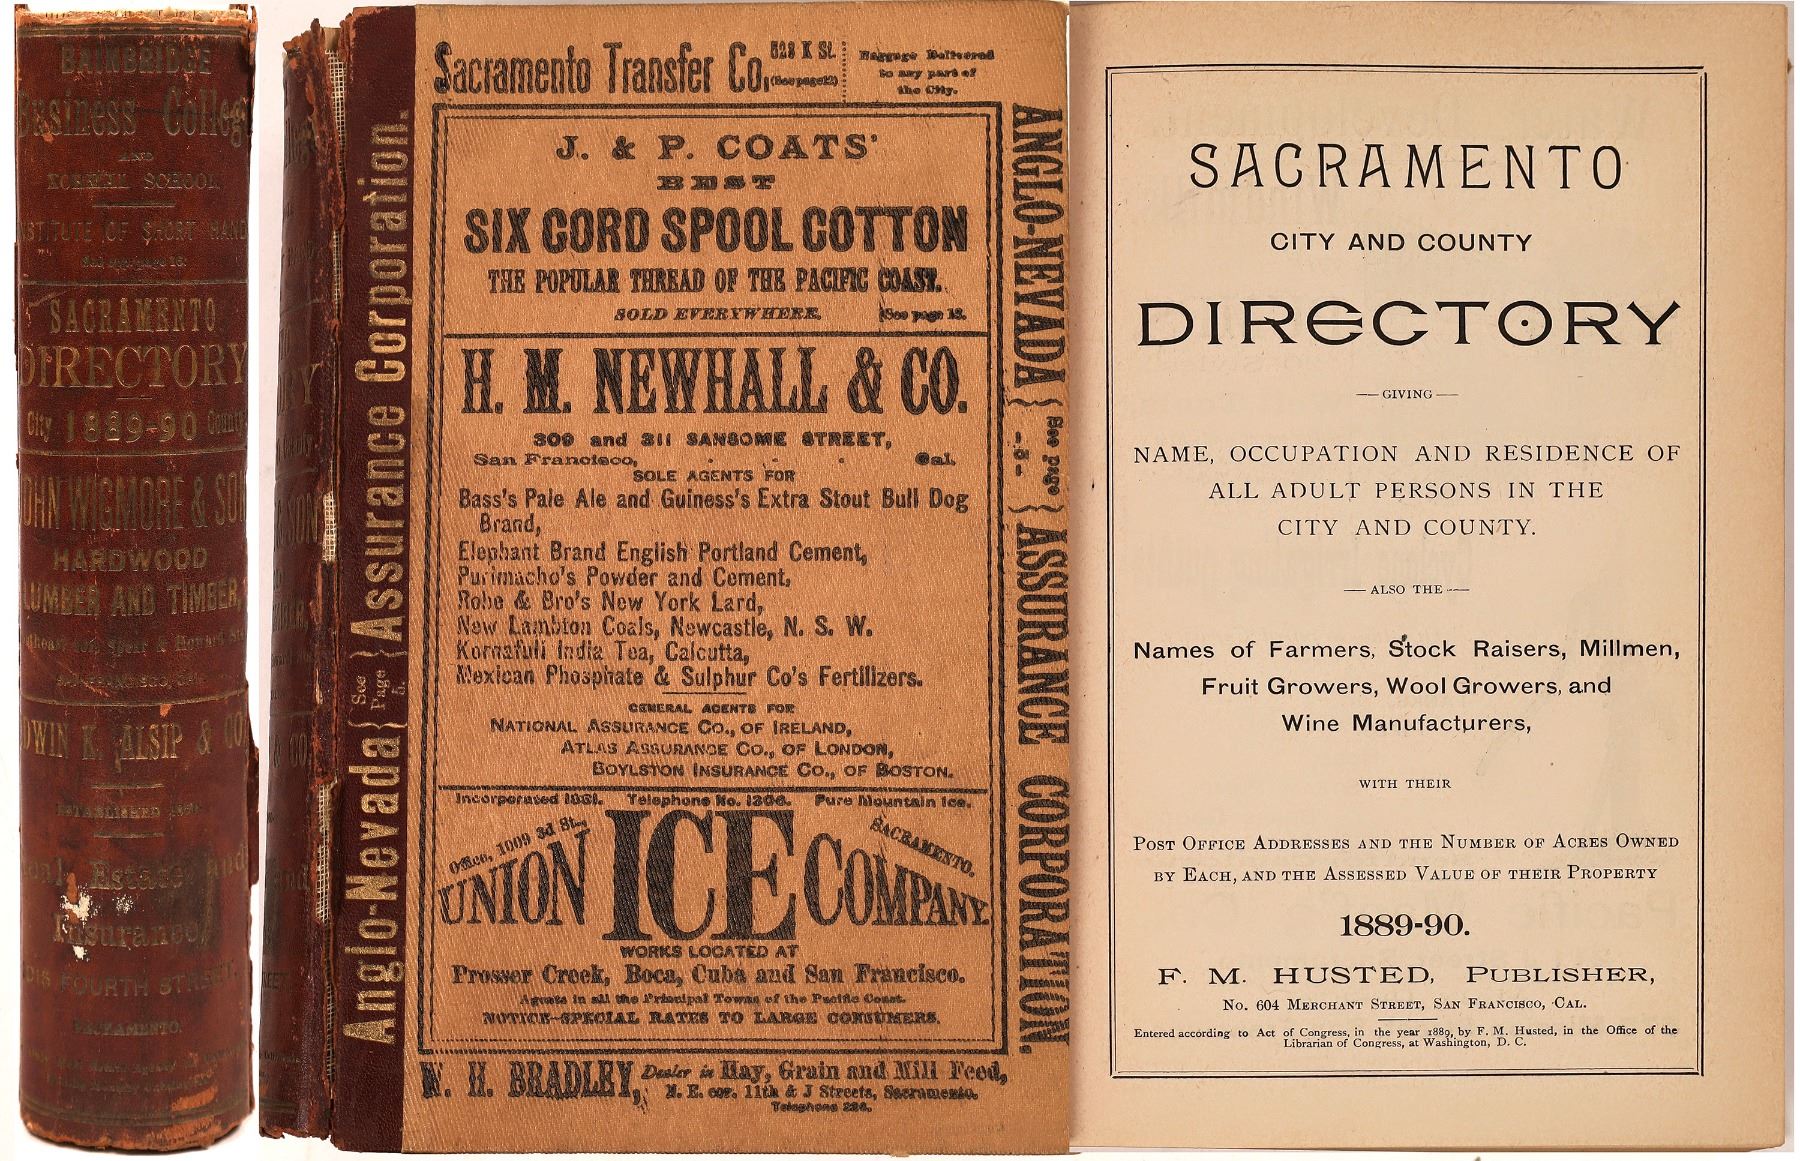 BAINBRIDGE
Business College
AND
NORMAL SCHOOL
INSTITUTE OF SHORT HAND
See page 16.
SACRAMENTO
DIRECTORY
City 1889-90 County
JOHN WIGMORE & SON
HARDWOOD
LUMBER AND TIMBER,
Spear & Howard Sts
SAN FRANCISCO, CAL.
EDWIN K. ALSIP & CO
ESTABLISHED
Real Estate and
Insurance
1015 FOURTH STREET,
SACRAMENTO.
Anglo-Nevada { See Page 5. } Assurance Corporation.
Sacramento Transfer Co., 528 K St. (See page 12)
Baggage Delivered
to any part of
the City.
J. & P. COATS'
BEST
SIX CORD SPOOL COTTON
THE POPULAR THREAD OF THE PACIFIC COAST.
SOLD EVERYWHERE. See page 13.
H. M. NEWHALL & CO.
309 and 311 SANSOME STREET,
San Francisco, - - - Cal.
SOLE AGENTS FOR
Bass's Pale Ale and Guiness's Extra Stout Bull Dog
Brand,
Elephant Brand English Portland Cement,
Purimacho's Powder and Cement,
Robe & Bro's New York Lard,
New Lambton Coals, Newcastle, N. S. W.
Kornafuli India Tea, Calcutta,
Mexican Phosphate & Sulphur Co's Fertilizers.
GENERAL AGENTS FOR
NATIONAL ASSURANCE CO., OF IRELAND,
ATLAS ASSURANCE CO., OF LONDON,
BOYLSTON INSURANCE CO., OF BOSTON.
Incorporated 1881. Telephone No. 1306. Pure Mountain Ice.
Office, 1009 3d St., SACRAMENTO.
UNION ICE COMPANY.
WORKS LOCATED AT
Prosser Creek, Boca, Cuba and San Francisco.
Agents in all the Principal Towns of the Pacific Coast.
NOTICE-SPECIAL RATES TO LARGE CONSUMERS.
W. H. BRADLEY, Dealer in Hay, Grain and Mill Feed,
N. E. cor. 11th & J Streets, Sacramento.
Telephone 226.
ANGLO-NEVADA { See page - 5 - } ASSURANCE CORPORATION.
SACRAMENTO
CITY AND COUNTY
DIRECTORY
— GIVING —
NAME, OCCUPATION AND RESIDENCE OF
ALL ADULT PERSONS IN THE
CITY AND COUNTY.
— ALSO THE —
Names of Farmers, Stock Raisers, Millmen,
Fruit Growers, Wool Growers, and
Wine Manufacturers,
WITH THEIR
POST OFFICE ADDRESSES AND THE NUMBER OF ACRES OWNED
BY EACH, AND THE ASSESSED VALUE OF THEIR PROPERTY
1889-90.
F. M. HUSTED, PUBLISHER,
NO. 604 MERCHANT STREET, SAN FRANCISCO, CAL.
Entered according to Act of Congress, in the year 1889, by F. M. Husted, in the Office of the
Librarian of Congress, at Washington, D. C.